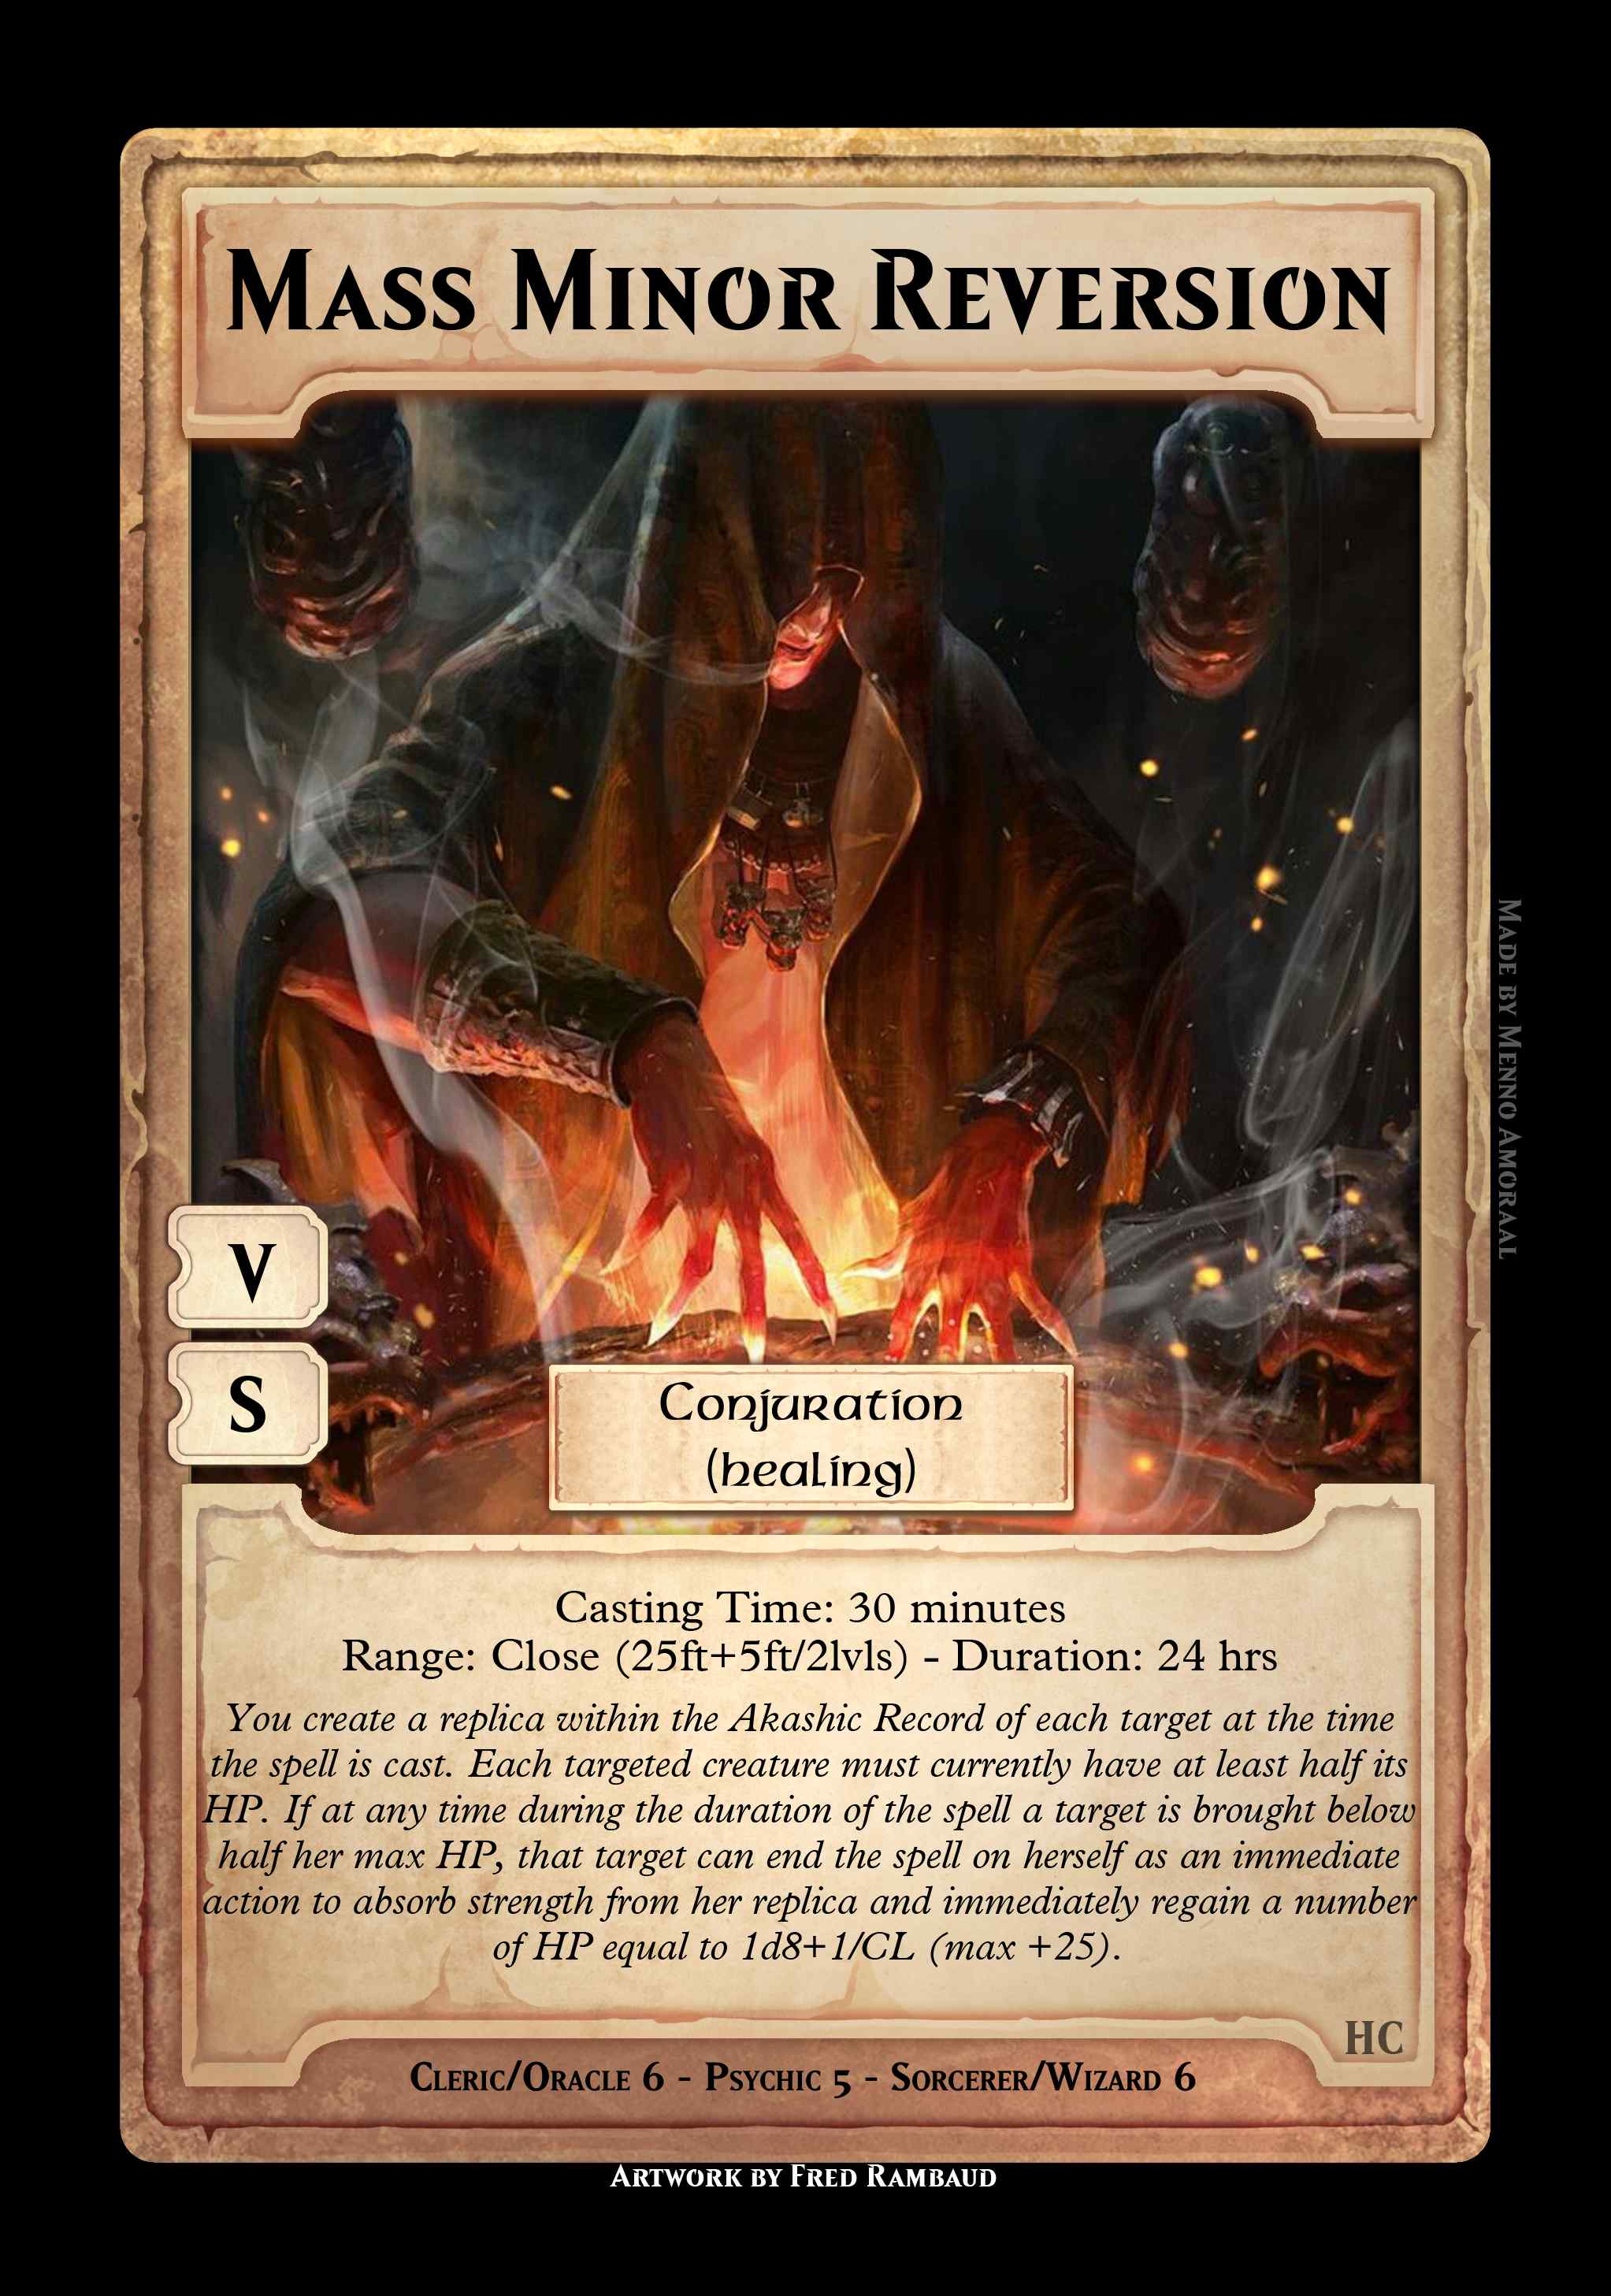 Mass Minor Reversion
V
S
Conjuration
(healing)
Casting Time: 30 minutes
Range: Close (25ft+5ft/2lvls) - Duration: 24 hrs
You create a replica within the Akashic Record of each target at the time
the spell is cast. Each targeted creature must currently have at least half its
HP. If at any time during the duration of the spell a target is brought below
half her max HP, that target can end the spell on herself as an immediate
action to absorb strength from her replica and immediately regain a number
of HP equal to 1d8+1/CL (max +25).
HC
Cleric/Oracle 6 - Psychic 5 - Sorcerer/Wizard 6
Artwork by Fred Rambaud
Made by Menno Amoraal